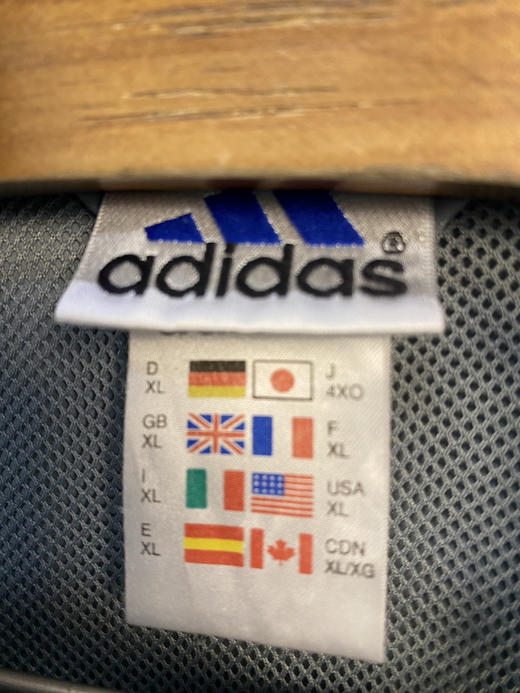 adidas®
D J
XL 4XO
GB F
XL XL
I USA
XL XL
E CDN
XL XL/XG